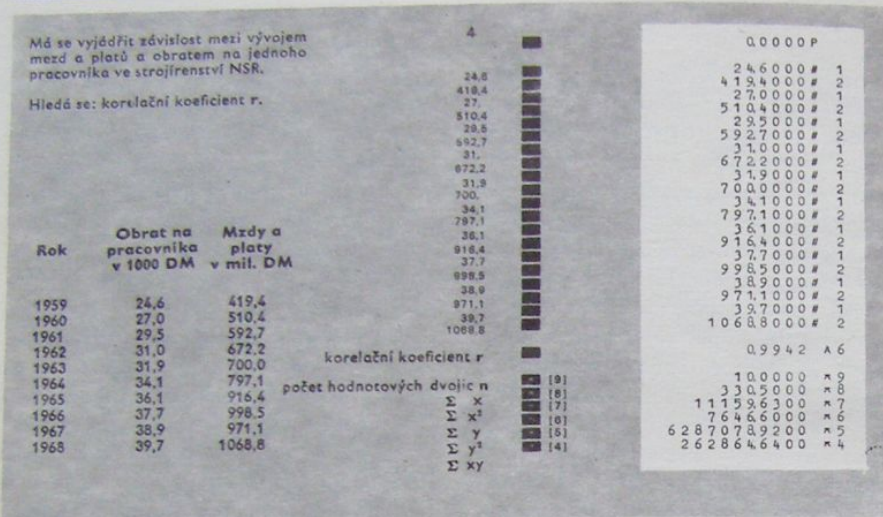 Má se vyjádřit závislost mezi vývojem
mezd a platů a obratem na jednoho
pracovníka ve strojírenství NSR.
Hledá se: korelační koeficient r.
Rok Obrat na pracovníka v 1000 DM Mzdy a platy v mil. DM
1959 24,6 419,4
1960 27,0 510,4
1961 29,5 592,7
1962 31,0 672,2
1963 31,9 700,0
1964 34,1 797,1
1965 36,1 916,4
1966 37,7 998,5
1967 38,9 971,1
1968 39,7 1068,8
4
24,6
419,4
27,
510,4
29,5
592,7
31,
672,2
31,9
700,
34,1
797,1
36,1
916,4
37,7
998,5
38,9
971,1
39,7
1068,8
korelační koeficient r
počet hodnotových dvojic n [9]
Σ x [8]
Σ x² [7]
Σ y [6]
Σ y² [5]
Σ xy [4]
0,0000 P
24,6000 # 1
419,4000 # 2
27,0000 # 1
510,4000 # 2
29,5000 # 1
592,7000 # 2
31,0000 # 1
672,2000 # 2
31,9000 # 1
700,0000 # 2
34,1000 # 1
797,1000 # 2
36,1000 # 1
916,4000 # 2
37,7000 # 1
998,5000 # 2
38,9000 # 1
971,1000 # 2
39,7000 # 1
1068,8000 # 2
0,9942 A 6
10,0000 π 9
330,5000 π 8
11159,6300 π 7
7646,6000 π 6
6287078,9200 π 5
262864,6400 π 4